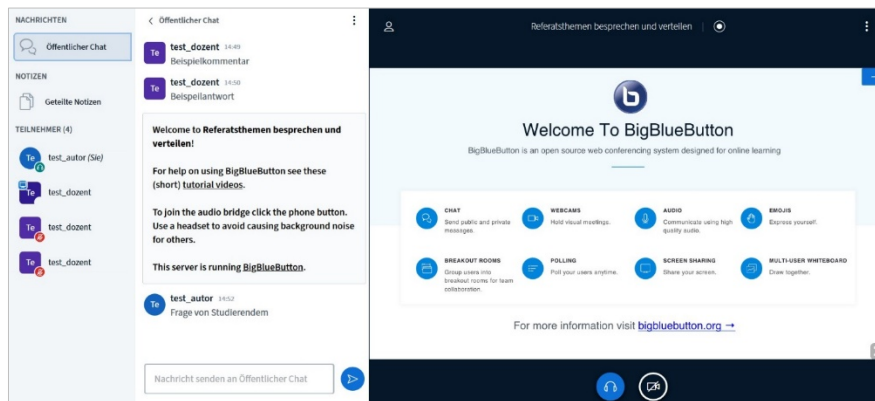 NACHRICHTEN
Öffentlicher Chat
NOTIZEN
Geteilte Notizen
TEILNEHMER (4)
Te test_autor (Sie)
Te test_dozent
Te test_dozent
Te test_dozent
Öffentlicher Chat
Te test_dozent 14:49
Beispielkommentar
Te test_dozent 14:50
Beispeilantwort
Welcome to Referatsthemen besprechen und
verteilen!
For help on using BigBlueButton see these
(short) tutorial videos.
To join the audio bridge click the phone button.
Use a headset to avoid causing background noise
for others.
This server is running BigBlueButton.
Te test_autor 14:52
Frage von Studierendem
Nachricht senden an Öffentlicher Chat
Referatsthemen besprechen und verteilen
b
Welcome To BigBlueButton
BigBlueButton is an open source web conferencing system designed for online learning
CHAT
Send public and private
messages.
WEBCAMS
Hold visual meetings.
AUDIO
Communicate using high
quality audio.
EMOJIS
Express yourself.
BREAKOUT ROOMS
Group users into
breakout rooms for team
collaboration.
POLLING
Poll your users anytime.
SCREEN SHARING
Share your screen.
MULTI-USER WHITEBOARD
Draw together.
For more information visit bigbluebutton.org →